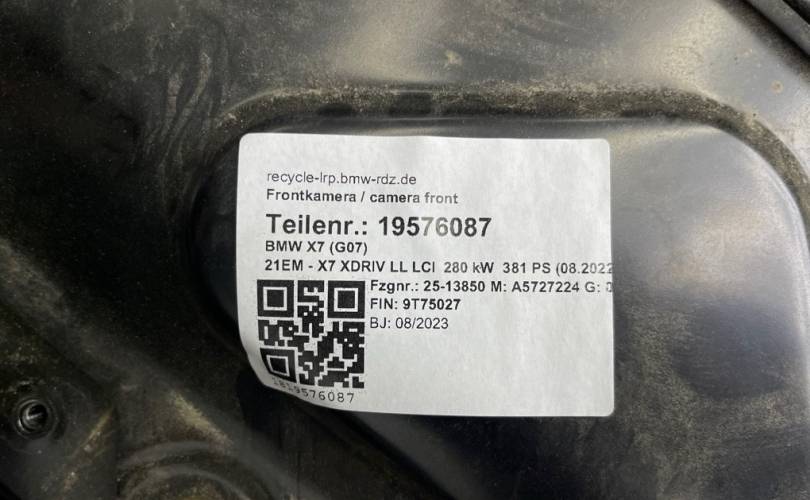 recycle-lrp.bmw-rdz.de
Frontkamera / camera front
Teilenr.: 19576087
BMW X7 (G07)
21EM - X7 XDRIV LL LCI 280 kW 381 PS (08.2022
Fzgnr.: 25-13850 M: A5727224 G:
FIN: 9T75027
BJ: 08/2023
1819576087